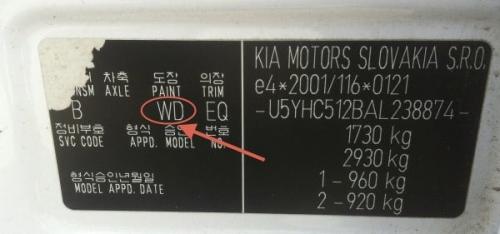 차축 도장 의정
NSM AXLE PAINT TRIM
B WD EQ
정비부호 형식 승인 번호
SVC CODE APPD. MODEL NO.
형식승인년월일
MODEL APPD. DATE
KIA MOTORS SLOVAKIA S.R.O.
e4*2001/116*0121
-U5YHC512BAL238874-
1730 kg
2930 kg
1 - 960 kg
2 - 920 kg